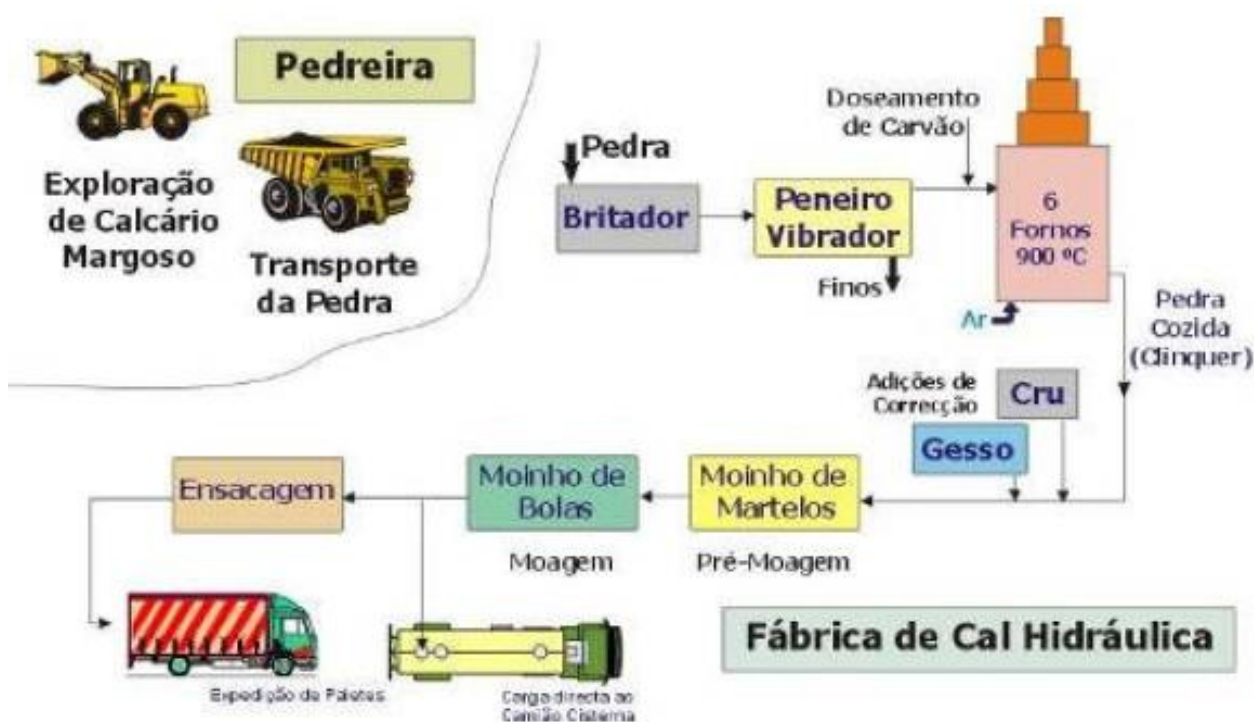 Pedreira
Exploração
de Calcário
Margoso
Transporte
da Pedra
Pedra
Britador
Peneiro
Vibrador
Finos
Doseamento
de Carvão
6
Fornos
900 ºC
Ar
Pedra
Cozida
(Clinquer)
Adições de
Correcção
Cru
Gesso
Moinho de
Martelos
Pré-Moagem
Moinho de
Bolas
Moagem
Ensacagem
Expedição de Paletes
Carga directa ao
Camião Cisterna
Fábrica de Cal Hidráulica